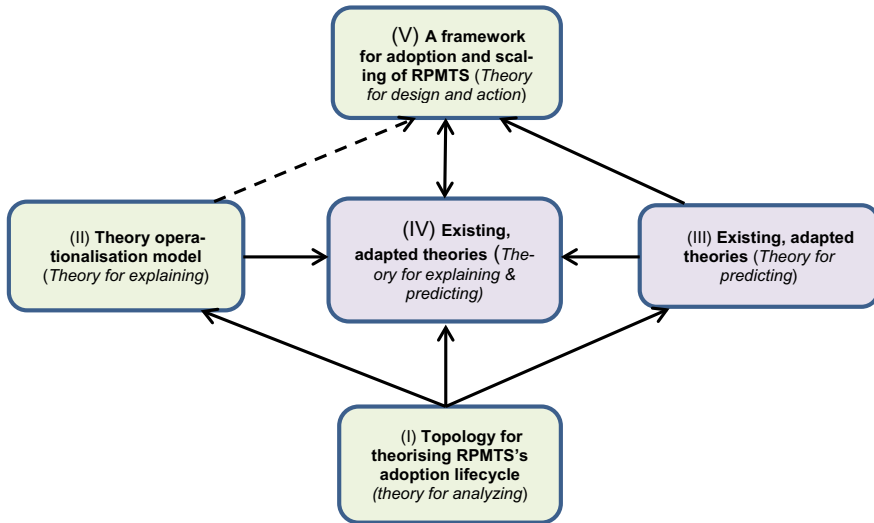 (V) A framework
for adoption and scal-
ing of RPMTS (Theory
for design and action)
(II) Theory opera-
tionalisation model
(Theory for explaining)
(IV) Existing,
adapted theories (The-
ory for explaining &
predicting)
(III) Existing, adapted
theories (Theory for
predicting)
(I) Topology for
theorising RPMTS's
adoption lifecycle
(theory for analyzing)